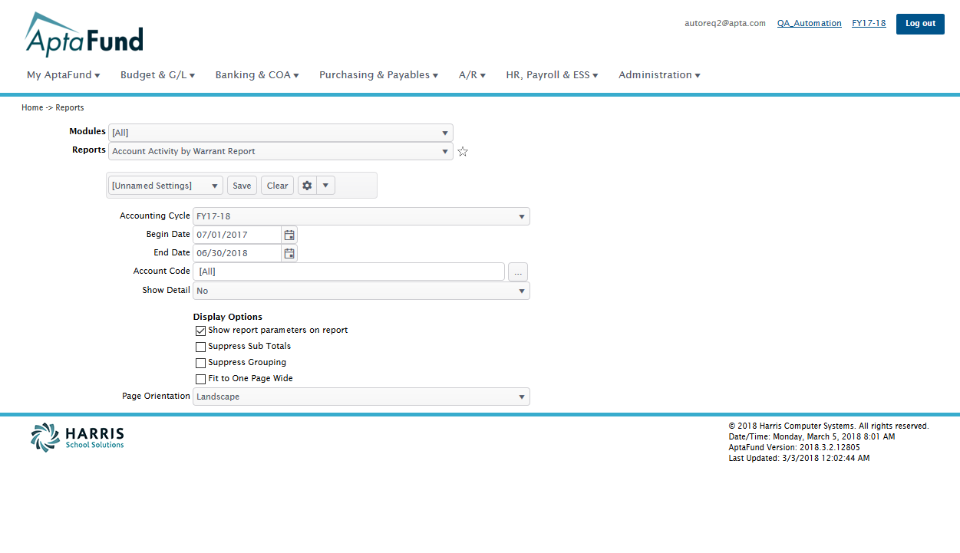 AptaFund
autoreq2@apta.com QA_Automation FY17-18 Log out
My AptaFund Budget & G/L Banking & COA Purchasing & Payables A/R HR, Payroll & ESS Administration
Home -> Reports
Modules [All]
Reports Account Activity by Warrant Report
[Unnamed Settings] Save Clear
Accounting Cycle FY17-18
Begin Date 07/01/2017
End Date 06/30/2018
Account Code [All] ...
Show Detail No
Display Options
Show report parameters on report
Suppress Sub Totals
Suppress Grouping
Fit to One Page Wide
Page Orientation Landscape
HARRIS
School Solutions
© 2018 Harris Computer Systems. All rights reserved.
Date/Time: Monday, March 5, 2018 8:01 AM
AptaFund Version: 2018.3.2.12805
Last Updated: 3/3/2018 12:02:44 AM